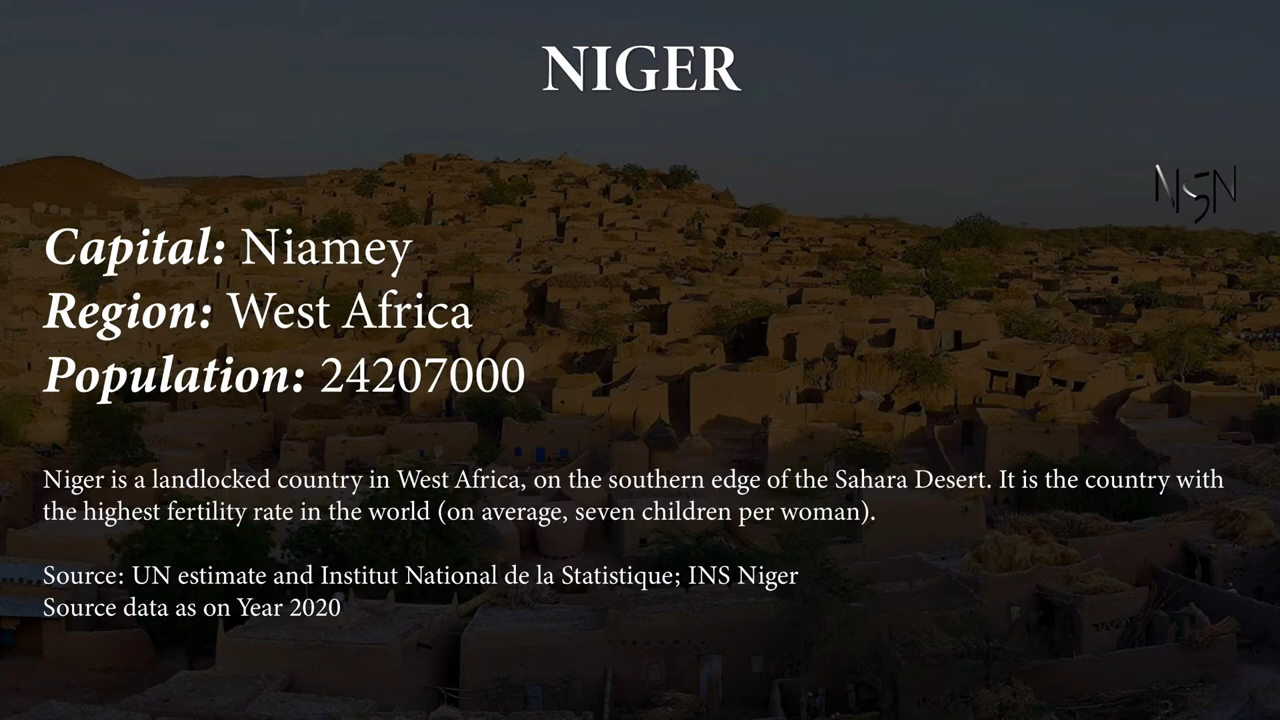 NIGER
NSN
Capital: Niamey
Region: West Africa
Population: 24207000
Niger is a landlocked country in West Africa, on the southern edge of the Sahara Desert. It is the country with
the highest fertility rate in the world (on average, seven children per woman).
Source: UN estimate and Institut National de la Statistique; INS Niger
Source data as on Year 2020